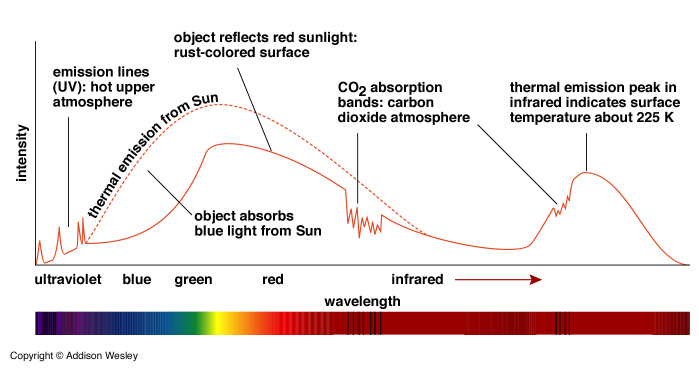 object reflects red sunlight:
rust-colored surface
emission lines
(UV): hot upper
atmosphere
thermal emission from Sun
CO2 absorption
bands: carbon
dioxide atmosphere
thermal emission peak in
infrared indicates surface
temperature about 225 K
intensity
object absorbs
blue light from Sun
ultraviolet blue green red infrared
wavelength
Copyright © Addison Wesley